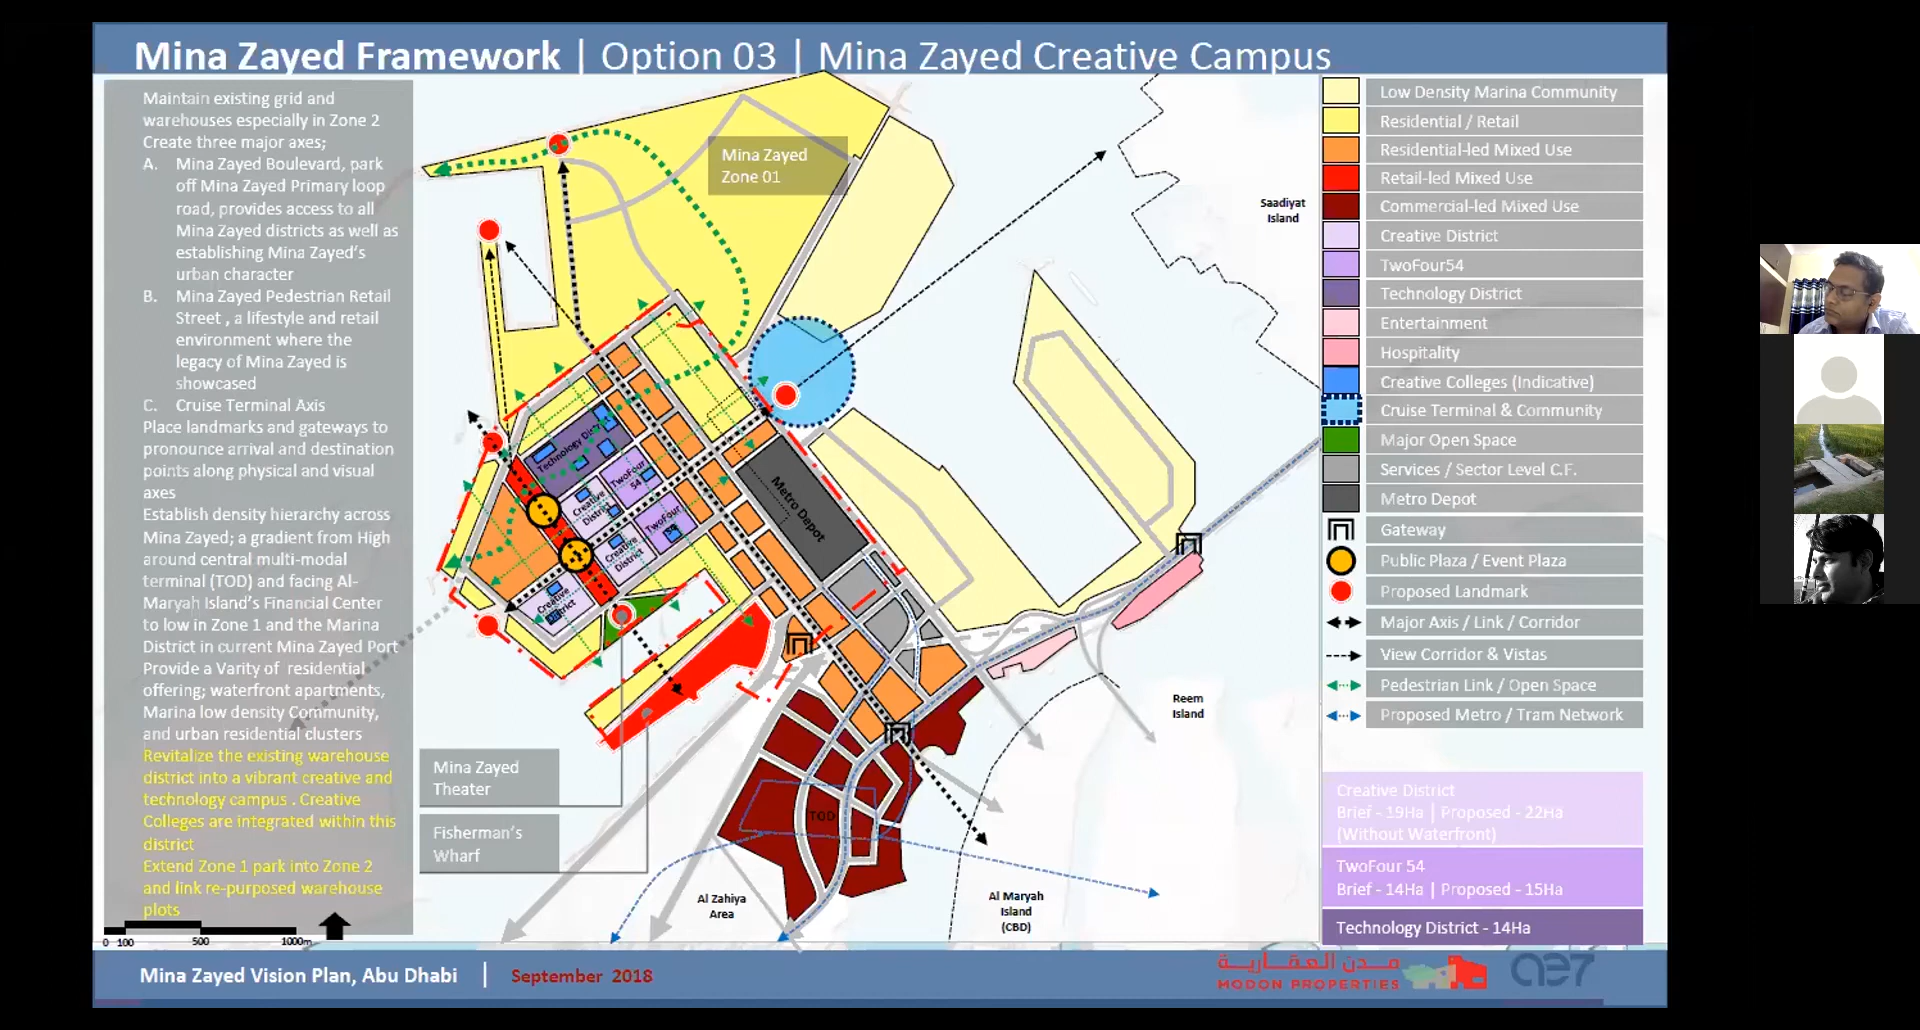 Mina Zayed Framework | Option 03 | Mina Zayed Creative Campus
Maintain existing grid and
warehouses especially in Zone 2
Create three major axes;
A. Mina Zayed Boulevard, park
off Mina Zayed Primary loop
road, provides access to all
Mina Zayed districts as well as
establishing Mina Zayed's
urban character
B. Mina Zayed Pedestrian Retail
Street , a lifestyle and retail
environment where the
legacy of Mina Zayed is
showcased
C. Cruise Terminal Axis
Place landmarks and gateways to
pronounce arrival and destination
points along physical and visual
axes
Establish density hierarchy across
Mina Zayed; a gradient from High
around central multi-modal
terminal (TOD) and facing Al-
Maryah Island's Financial Center
to low in Zone 1 and the Marina
District in current Mina Zayed Port
Provide a Varity of residential
offering; waterfront apartments,
Marina low density Community,
and urban residential clusters
Revitalize the existing warehouse
district into a vibrant creative and
technology campus . Creative
Colleges are integrated within this
district
Extend Zone 1 park into Zone 2
and link re-purposed warehouse
plots
0 100 500 1000m
Mina Zayed
Zone 01
Saadiyat
Island
Technology District
TwoFour
54
Creative
District
TwoFour
54
Creative
District
Creative
District
Metro Depot
Reem
Island
Mina Zayed
Theater
Fisherman's
Wharf
TOD
Al Zahiya
Area
Al Maryah
Island
(CBD)
Low Density Marina Community
Residential / Retail
Residential-led Mixed Use
Retail-led Mixed Use
Commercial-led Mixed Use
Creative District
TwoFour54
Technology District
Entertainment
Hospitality
Creative Colleges (Indicative)
Cruise Terminal & Community
Major Open Space
Services / Sector Level C.F.
Metro Depot
Gateway
Public Plaza / Event Plaza
Proposed Landmark
Major Axis / Link / Corridor
View Corridor & Vistas
Pedestrian Link / Open Space
Proposed Metro / Tram Network
Creative District
Brief - 19Ha | Proposed - 22Ha
(Without Waterfront)
TwoFour 54
Brief - 14Ha | Proposed - 15Ha
Technology District - 14Ha
Mina Zayed Vision Plan, Abu Dhabi | September 2018
مدن العقارية
MODON PROPERTIES